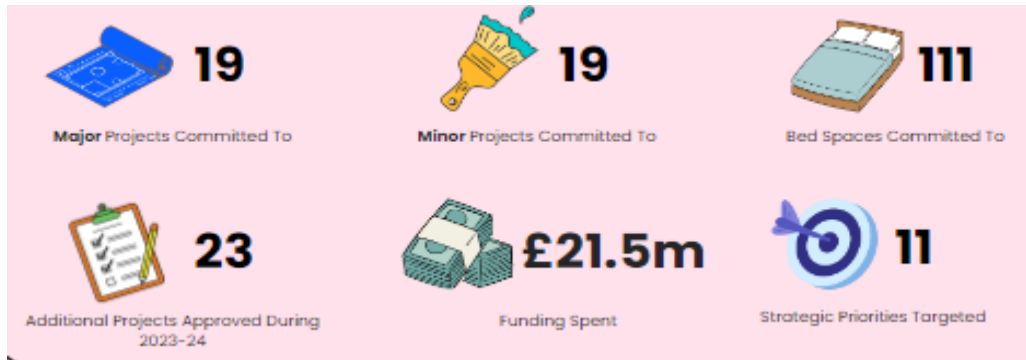 19
Major Projects Committed To
19
Minor Projects Committed To
111
Bed Spaces Committed To
23
Additional Projects Approved During
2023-24
£21.5m
Funding Spent
11
Strategic Priorities Targeted